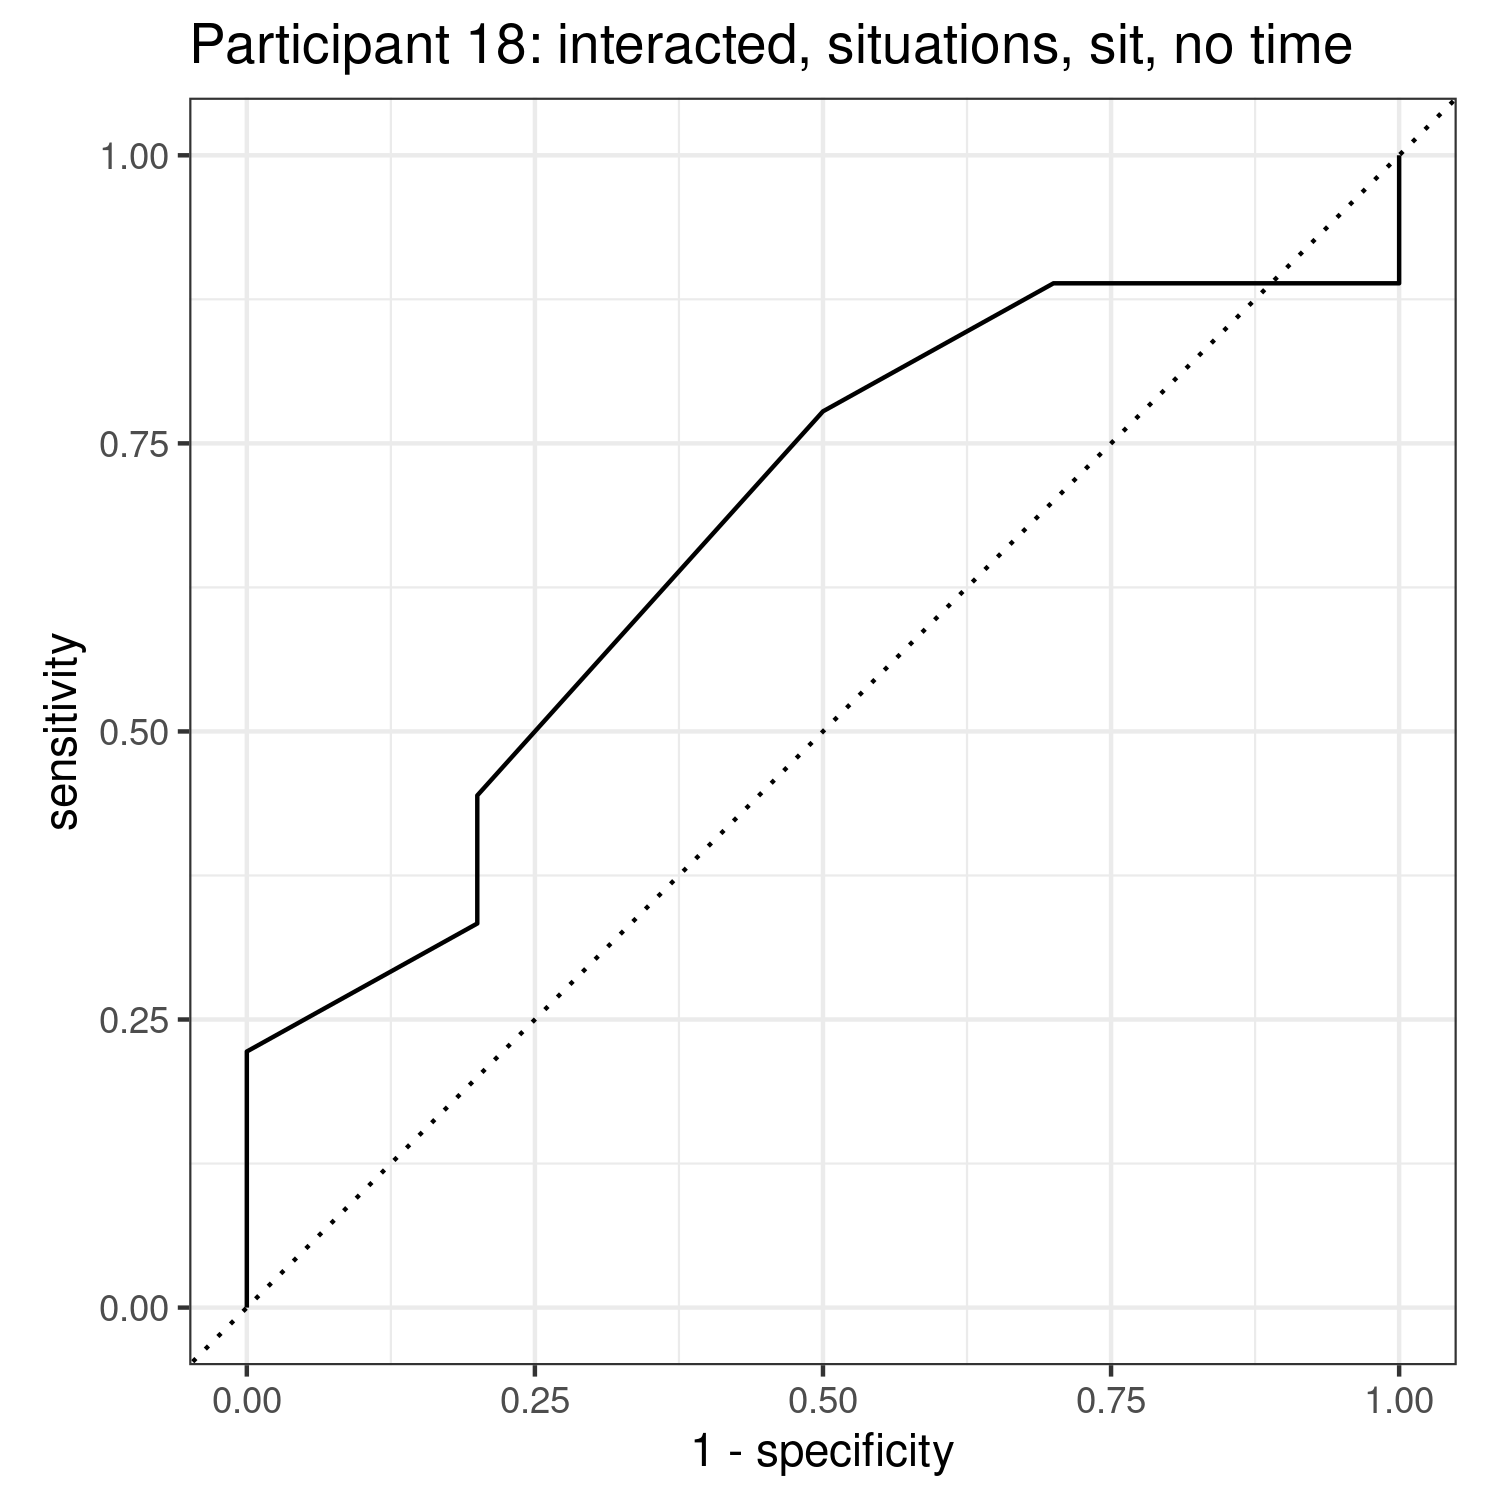 Participant 18: interacted, situations, sit, no time
1.00
0.75
0.50
0.25
0.00
sensitivity
0.00 0.25 0.50 0.75 1.00
1 - specificity